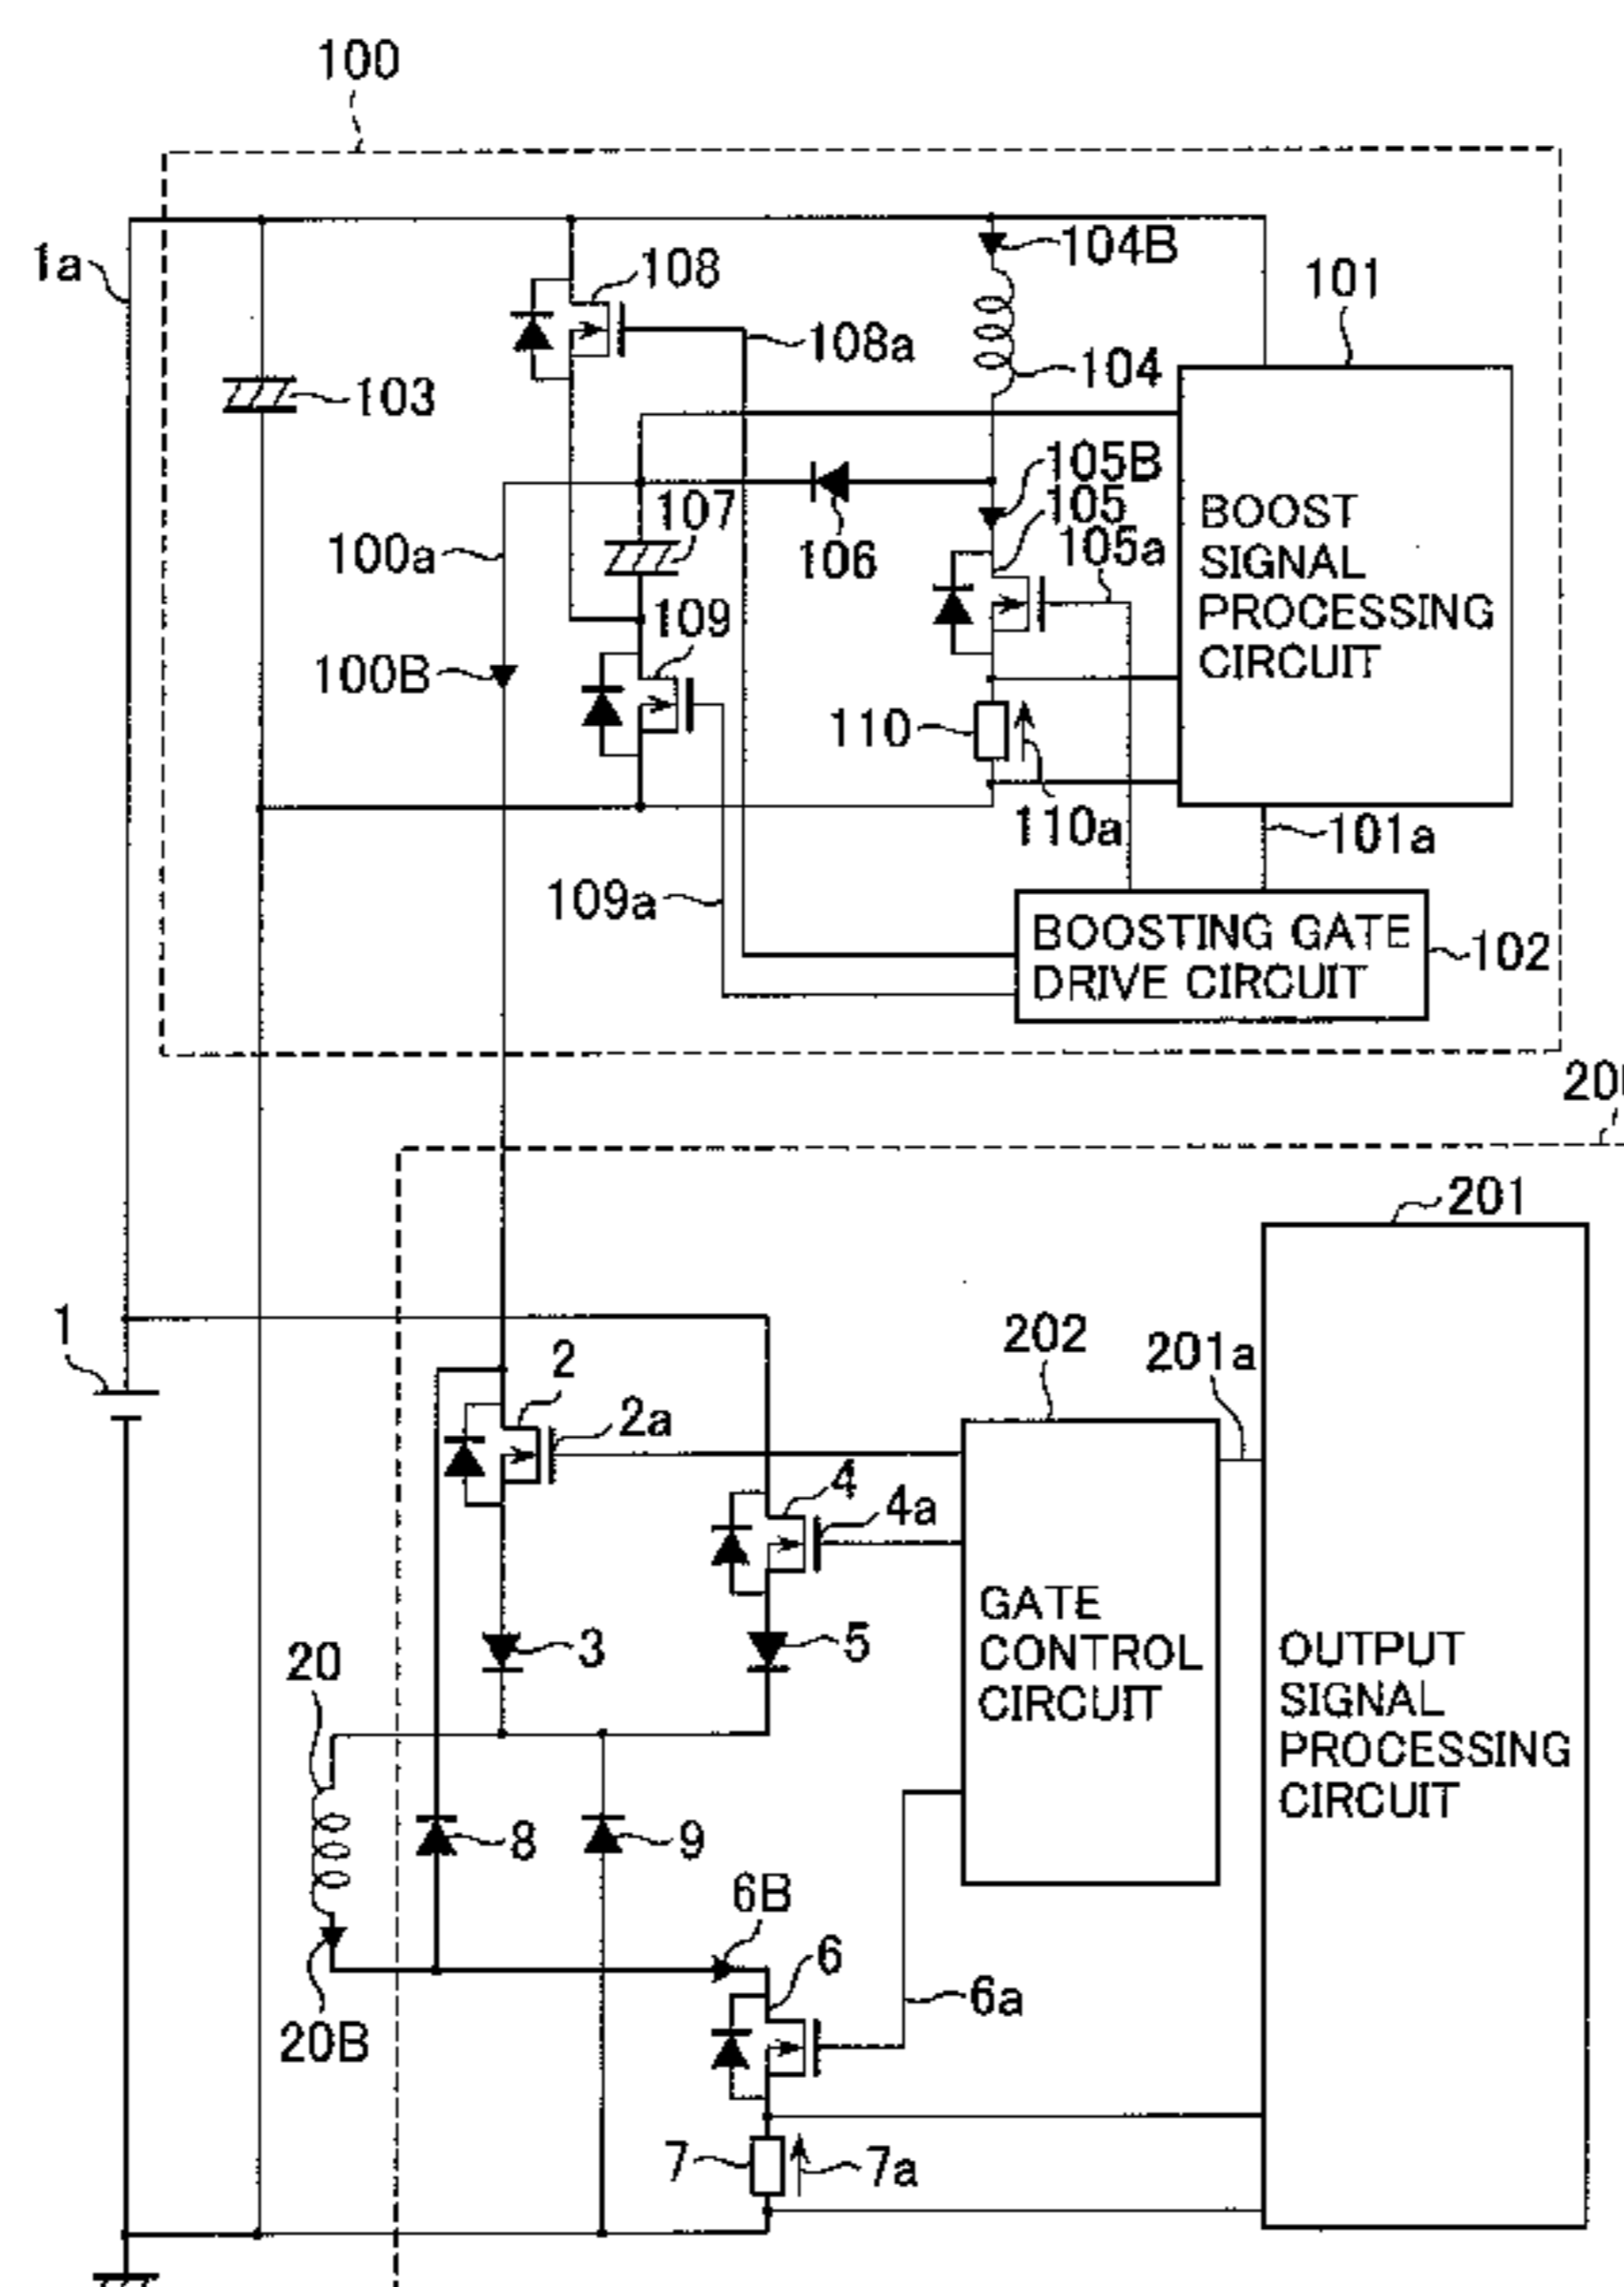 100
1a
108
104B
101
108a
104
103
105B
105
107
105a
100a
106
BOOST
SIGNAL
PROCESSING
CIRCUIT
109
100B
110
110a
101a
109a
BOOSTING GATE
DRIVE CIRCUIT
102
201
1
202
201a
2
2a
4
4a
GATE
CONTROL
CIRCUIT
OUTPUT
SIGNAL
PROCESSING
CIRCUIT
3
5
20
8
9
6B
6
6a
20B
7
7a